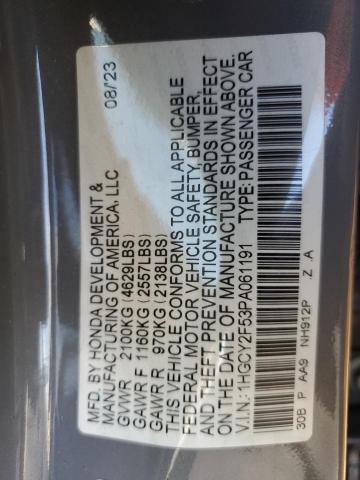 MFD. BY HONDA DEVELOPMENT & 08/23
MANUFACTURING OF AMERICA, LLC
GVWR 2100KG (4629LBS)
GAWR F 1160KG (2557LBS)
GAWR R 970KG (2138LBS)
THIS VEHICLE CONFORMS TO ALL APPLICABLE
FEDERAL MOTOR VEHICLE SAFETY, BUMPER,
AND THEFT PREVENTION STANDARDS IN EFFECT
ON THE DATE OF MANUFACTURE SHOWN ABOVE.
V.I.N.: 1HGCY2F53PA061191 TYPE: PASSENGER CAR
30B P AA9 NH912P . Z . A